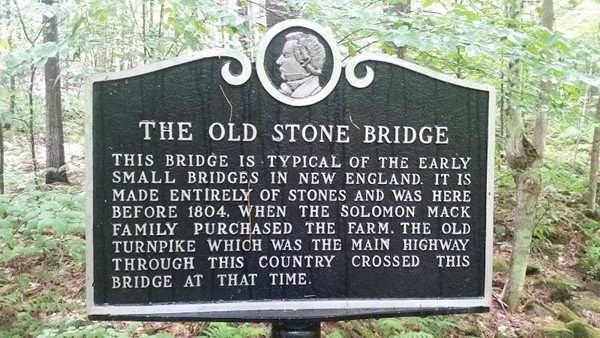 THE OLD STONE BRIDGE
THIS BRIDGE IS TYPICAL OF THE EARLY
SMALL BRIDGES IN NEW ENGLAND. IT IS
MADE ENTIRELY OF STONES AND WAS HERE
BEFORE 1804, WHEN THE SOLOMON MACK
FAMILY PURCHASED THE FARM. THE OLD
TURNPIKE WHICH WAS THE MAIN HIGHWAY
THROUGH THIS COUNTRY CROSSED THIS
BRIDGE AT THAT TIME.